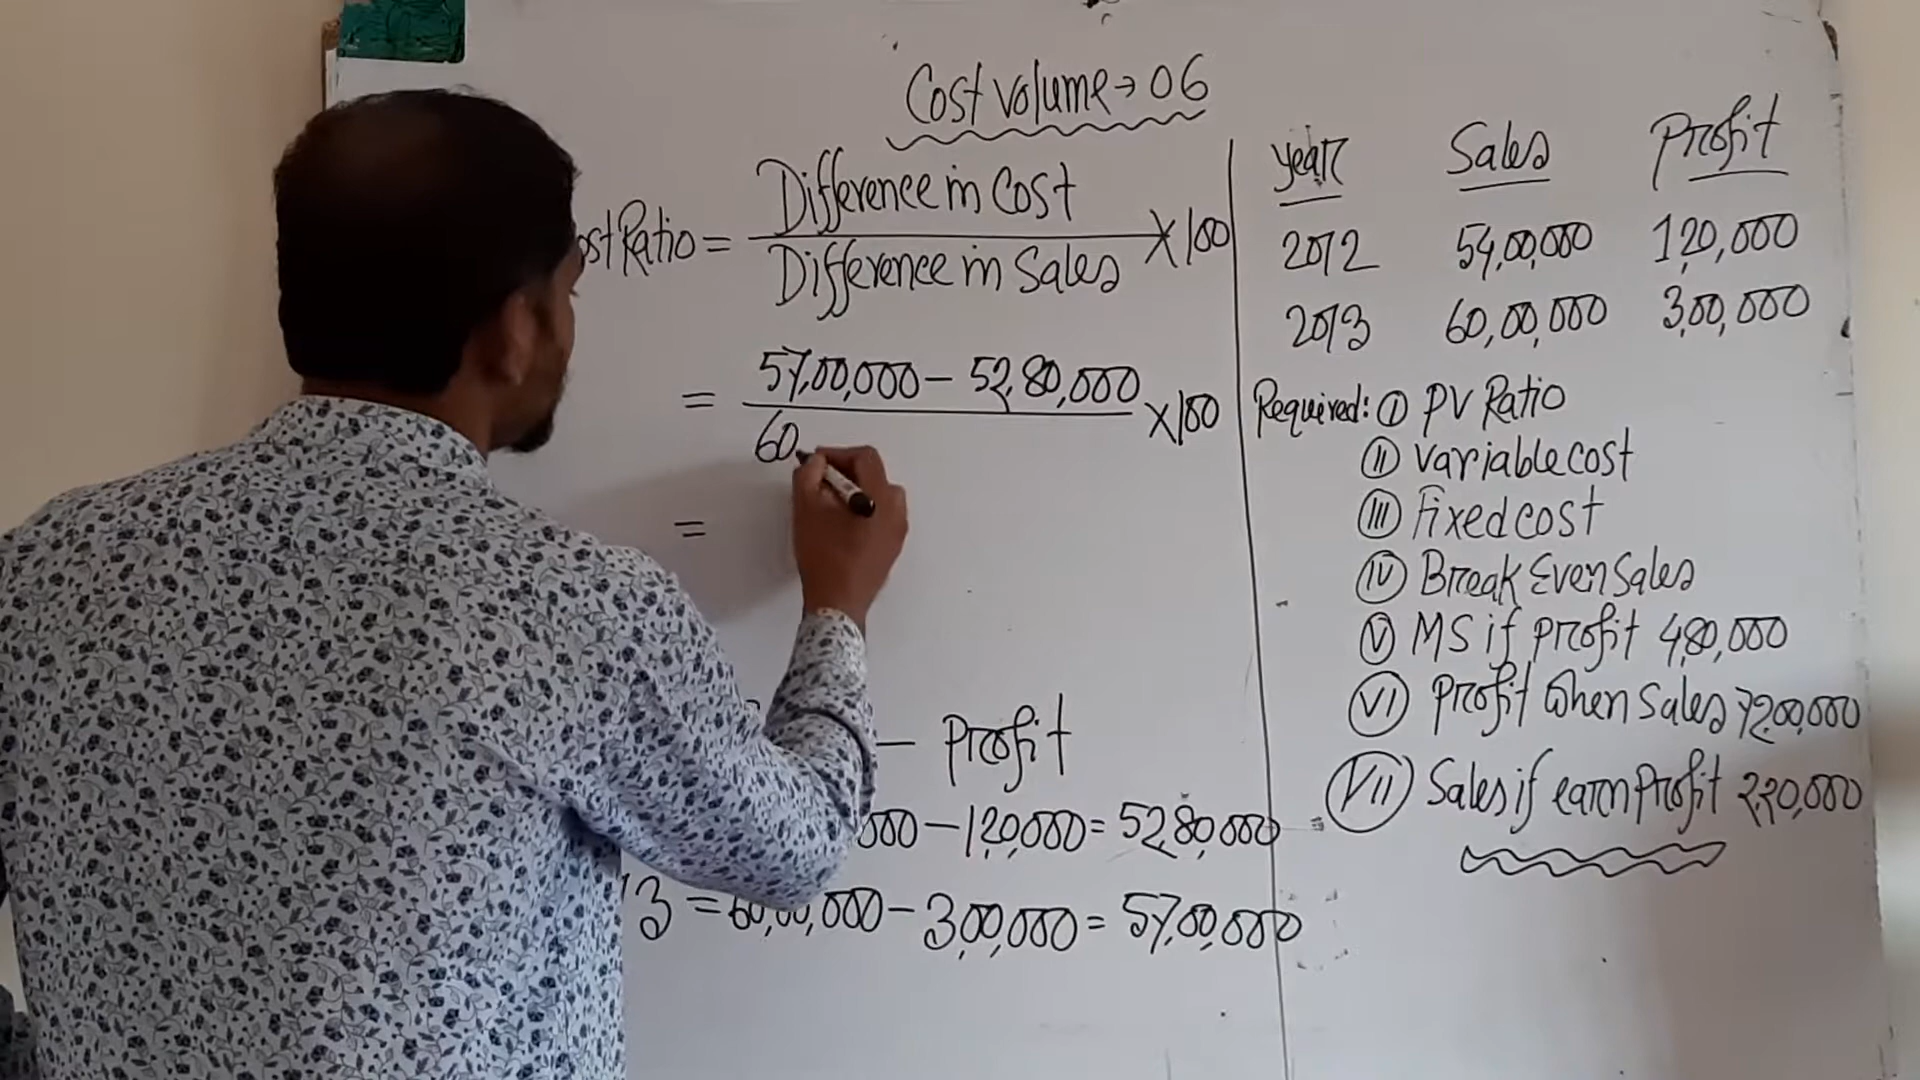 Cost volume → 06
Ratio = Difference in Cost / Difference in Sales X 100
= 57,00,000 – 52,80,000 / 60, X 100
=
– Profit
000 – 1,20,000 = 52,80,000
13 = 60,00,000 – 3,00,000 = 57,00,000
year Sales Profit
2012 54,00,000 1,20,000
2013 60,00,000 3,00,000
Required: (I) PV Ratio
(II) variable cost
(III) Fixed cost
(IV) Break Even Sales
(V) MS if profit 4,80,000
(VI) Profit when sales 72,00,000
(VII) Sales if earn Profit 2,20,000